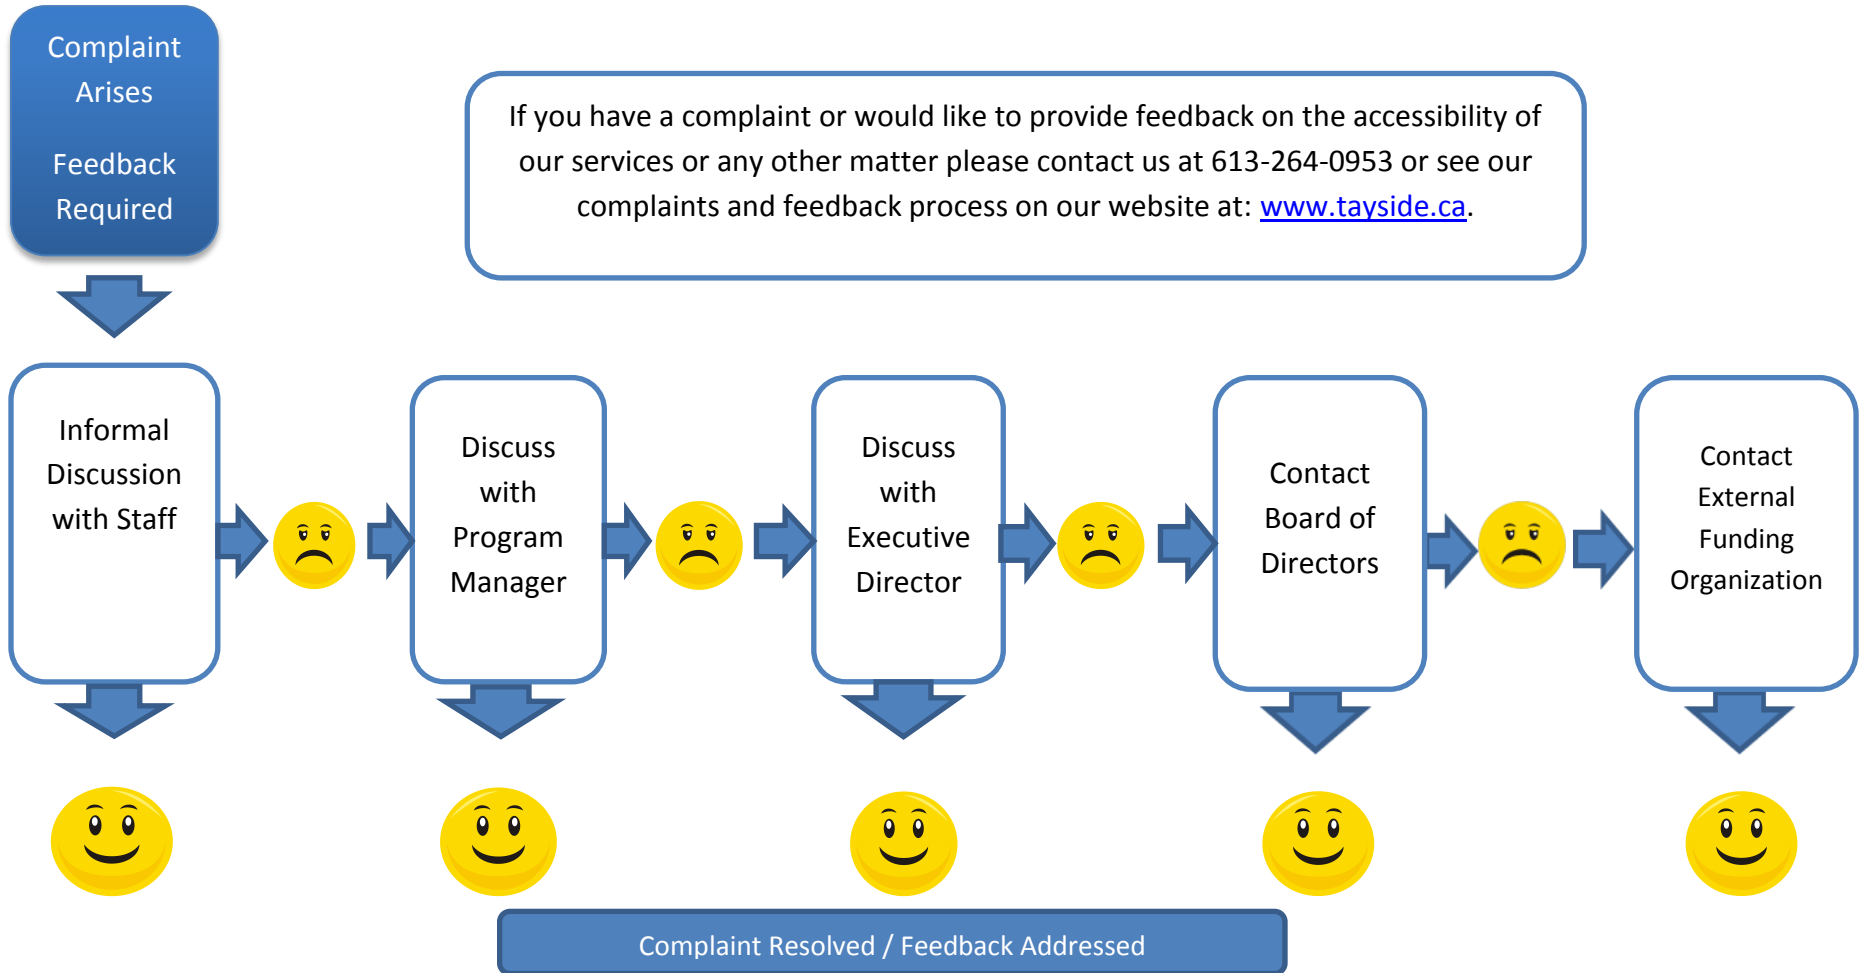 Complaint
Arises
Feedback
Required
If you have a complaint or would like to provide feedback on the accessibility of
our services or any other matter please contact us at 613-264-0953 or see our
complaints and feedback process on our website at: www.tayside.ca.
Informal
Discussion
with Staff
Discuss
with
Program
Manager
Discuss
with
Executive
Director
Contact
Board of
Directors
Contact
External
Funding
Organization
Complaint Resolved / Feedback Addressed